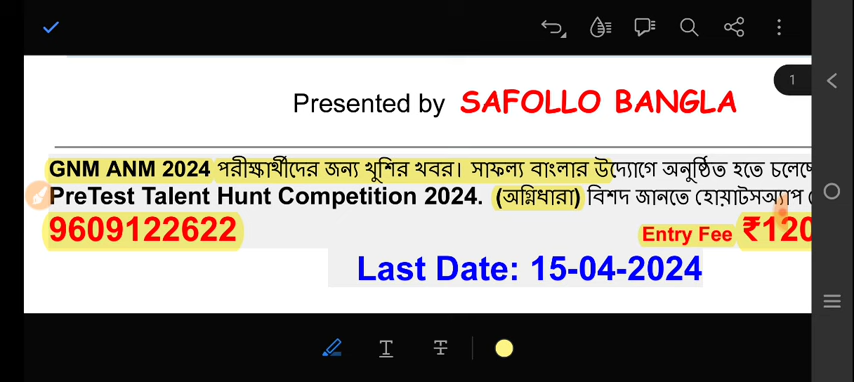 1
Presented by SAFOLLO BANGLA
GNM ANM 2024 পরীক্ষার্থীদের জন্য খুশির খবর। সাফল্য বাংলার উদ্যোগে অনুষ্ঠিত হতে চলেছে
PreTest Talent Hunt Competition 2024. (অগ্নিধারা) বিশদ জানতে হোয়াটসঅ্যাপ
9609122622 Entry Fee ₹120
Last Date: 15-04-2024
T T